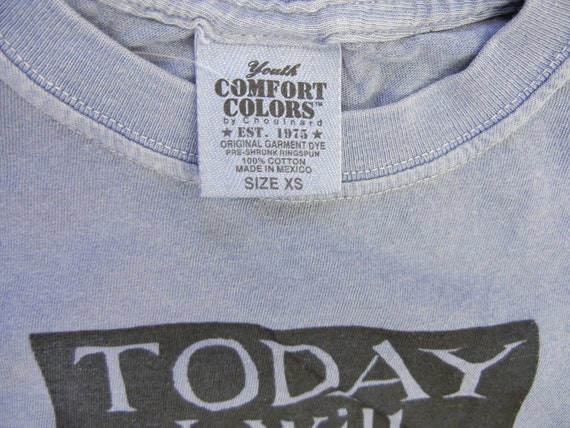 Youth
COMFORT
COLORS™
by Chouinard
★ EST. 1975 ★
ORIGINAL GARMENT DYE
PRE-SHRUNK RINGSPUN
100% COTTON
MADE IN MEXICO
SIZE XS
TODAY
I Will